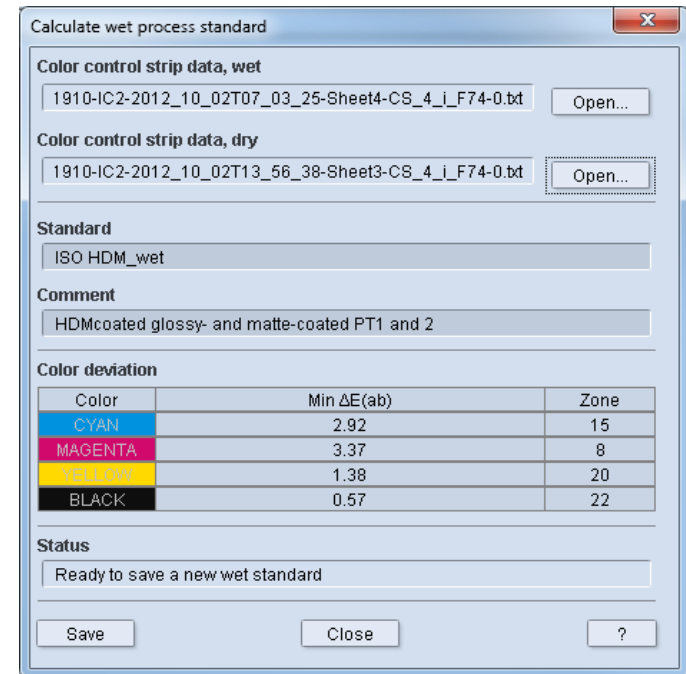 Calculate wet process standard
Color control strip data, wet
1910-IC2-2012_10_02T07_03_25-Sheet4-CS_4_i_F74-0.txt Open...
Color control strip data, dry
1910-IC2-2012_10_02T13_56_38-Sheet3-CS_4_i_F74-0.txt Open...
Standard
ISO HDM_wet
Comment
HDMcoated glossy- and matte-coated PT1 and 2
Color deviation
Color Min ΔE(ab) Zone
CYAN 2.92 15
MAGENTA 3.37 8
YELLOW 1.38 20
BLACK 0.57 22
Status
Ready to save a new wet standard
Save Close ?